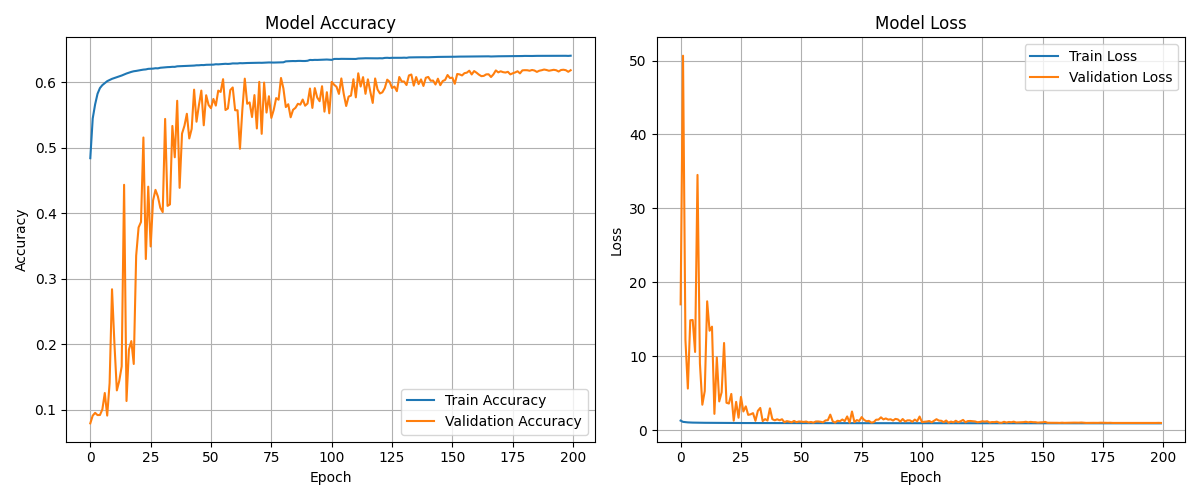 Model Accuracy
Accuracy
0.6
0.5
0.4
0.3
0.2
0.1
0 25 50 75 100 125 150 175 200
Epoch
Train Accuracy
Validation Accuracy
Model Loss
Loss
50
40
30
20
10
0
0 25 50 75 100 125 150 175 200
Epoch
Train Loss
Validation Loss